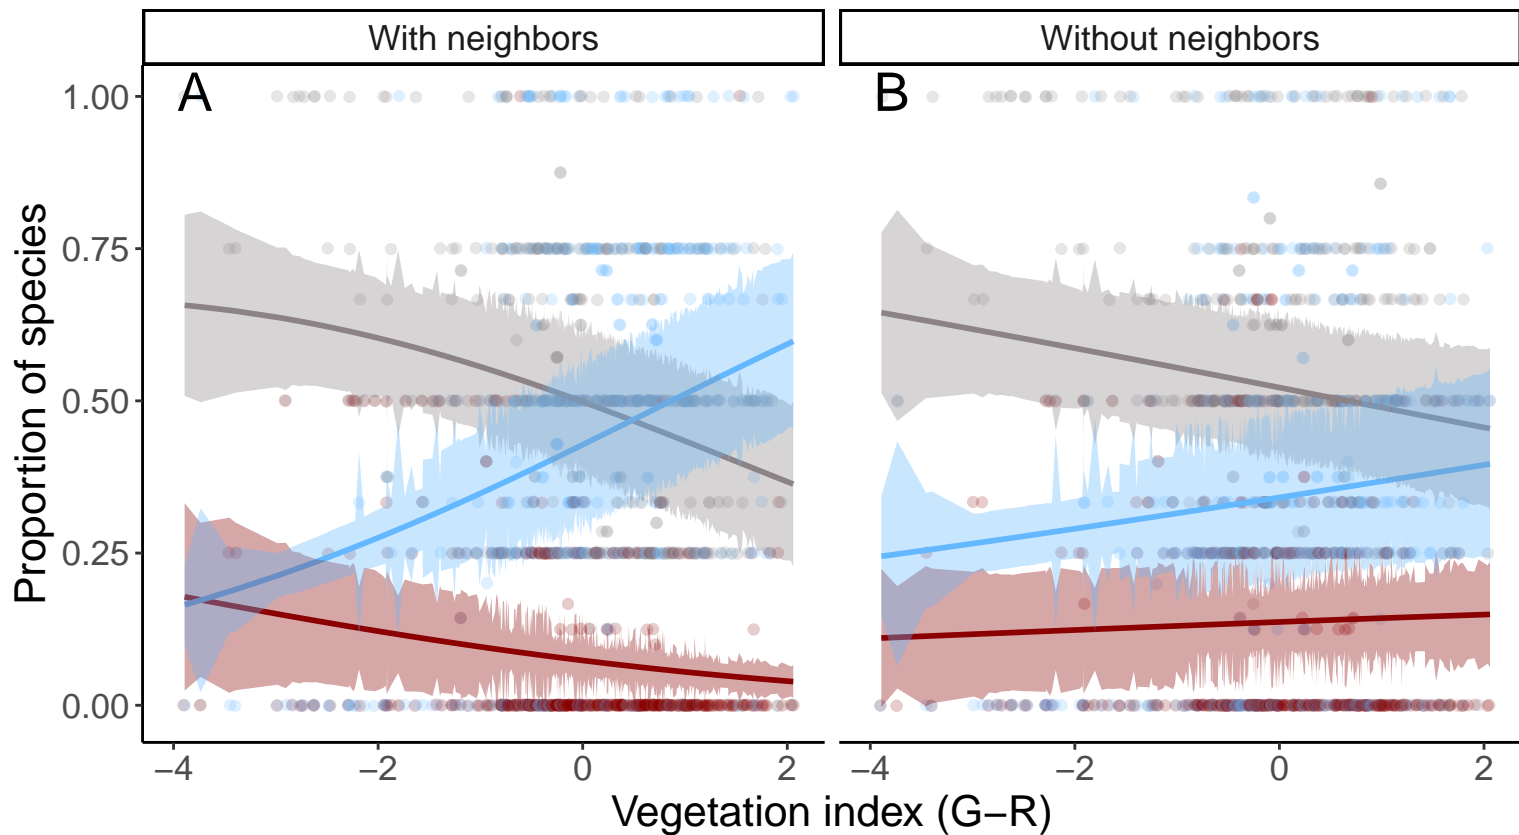 With neighbors
Without neighbors
A
B
1.00
0.75
0.50
0.25
0.00
Proportion of species
−4
−2
0
2
−4
−2
0
2
Vegetation index (G−R)